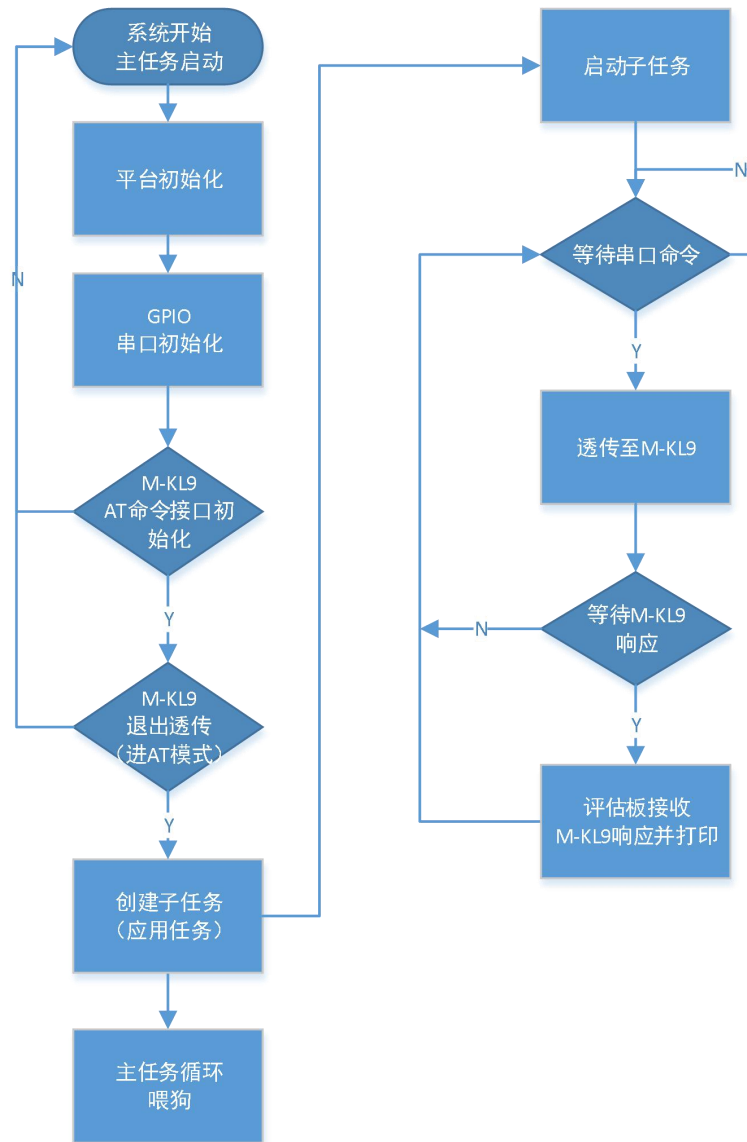 系统开始
主任务启动
平台初始化
GPIO
串口初始化
M-KL9
AT命令接口初
始化
N
Y
M-KL9
退出透传
（进AT模式）
Y
创建子任务
（应用任务）
主任务循环
喂狗
启动子任务
N
等待串口命令
Y
透传至M-KL9
等待M-KL9
响应
N
Y
评估板接收
M-KL9响应并打印